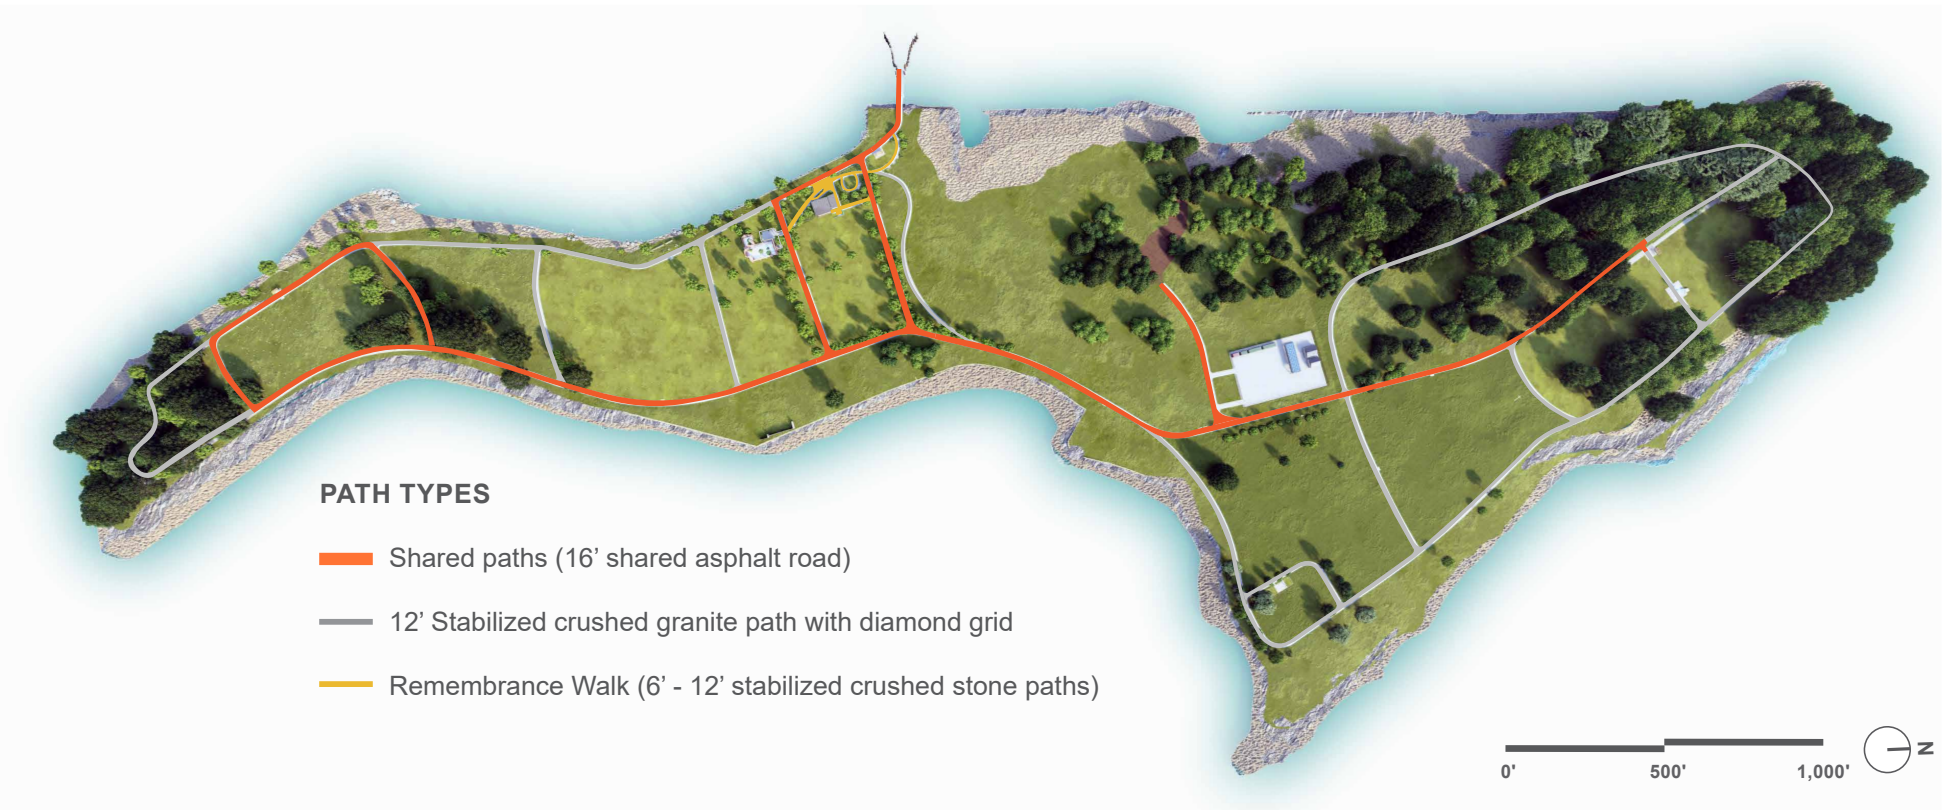 PATH TYPES
Shared paths (16’ shared asphalt road)
12’ Stabilized crushed granite path with diamond grid
Remembrance Walk (6’ - 12’ stabilized crushed stone paths)
0' 500' 1,000'
N